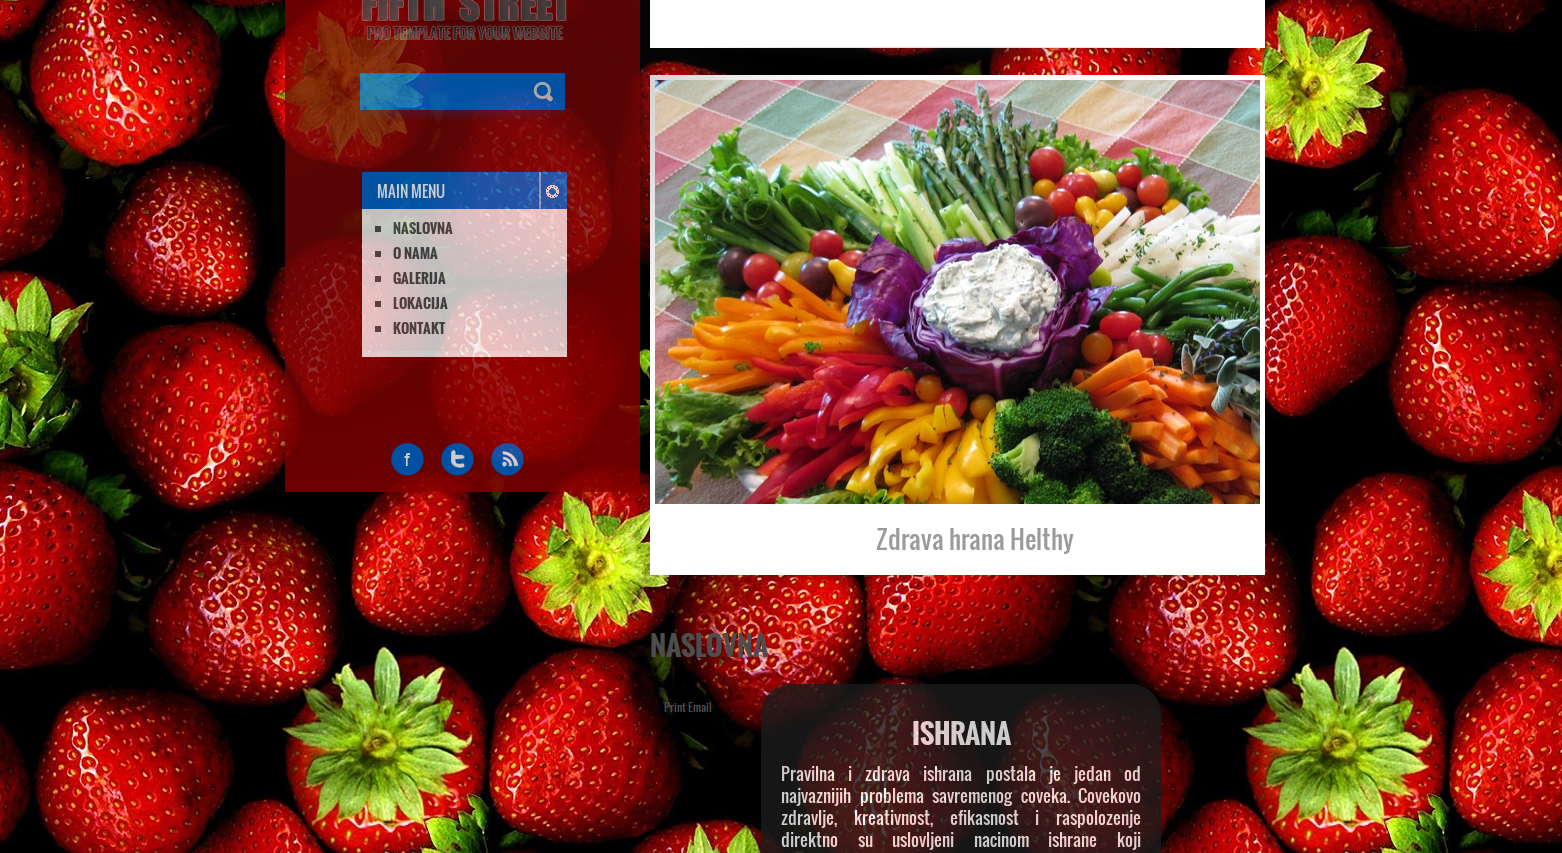 FIFTH STREET
PRO TEMPLATE FOR YOUR WEBSITE
MAIN MENU
NASLOVNA
O NAMA
GALERIJA
LOKACIJA
KONTAKT
f
Zdrava hrana Helthy
NASLOVNA
Print Email
ISHRANA
Pravilna i zdrava ishrana postala je jedan od
najvaznijih problema savremenog coveka. Covekovo
zdravlje, kreativnost, efikasnost i raspolozenje
direktno su uslovljeni nacinom ishrane koji